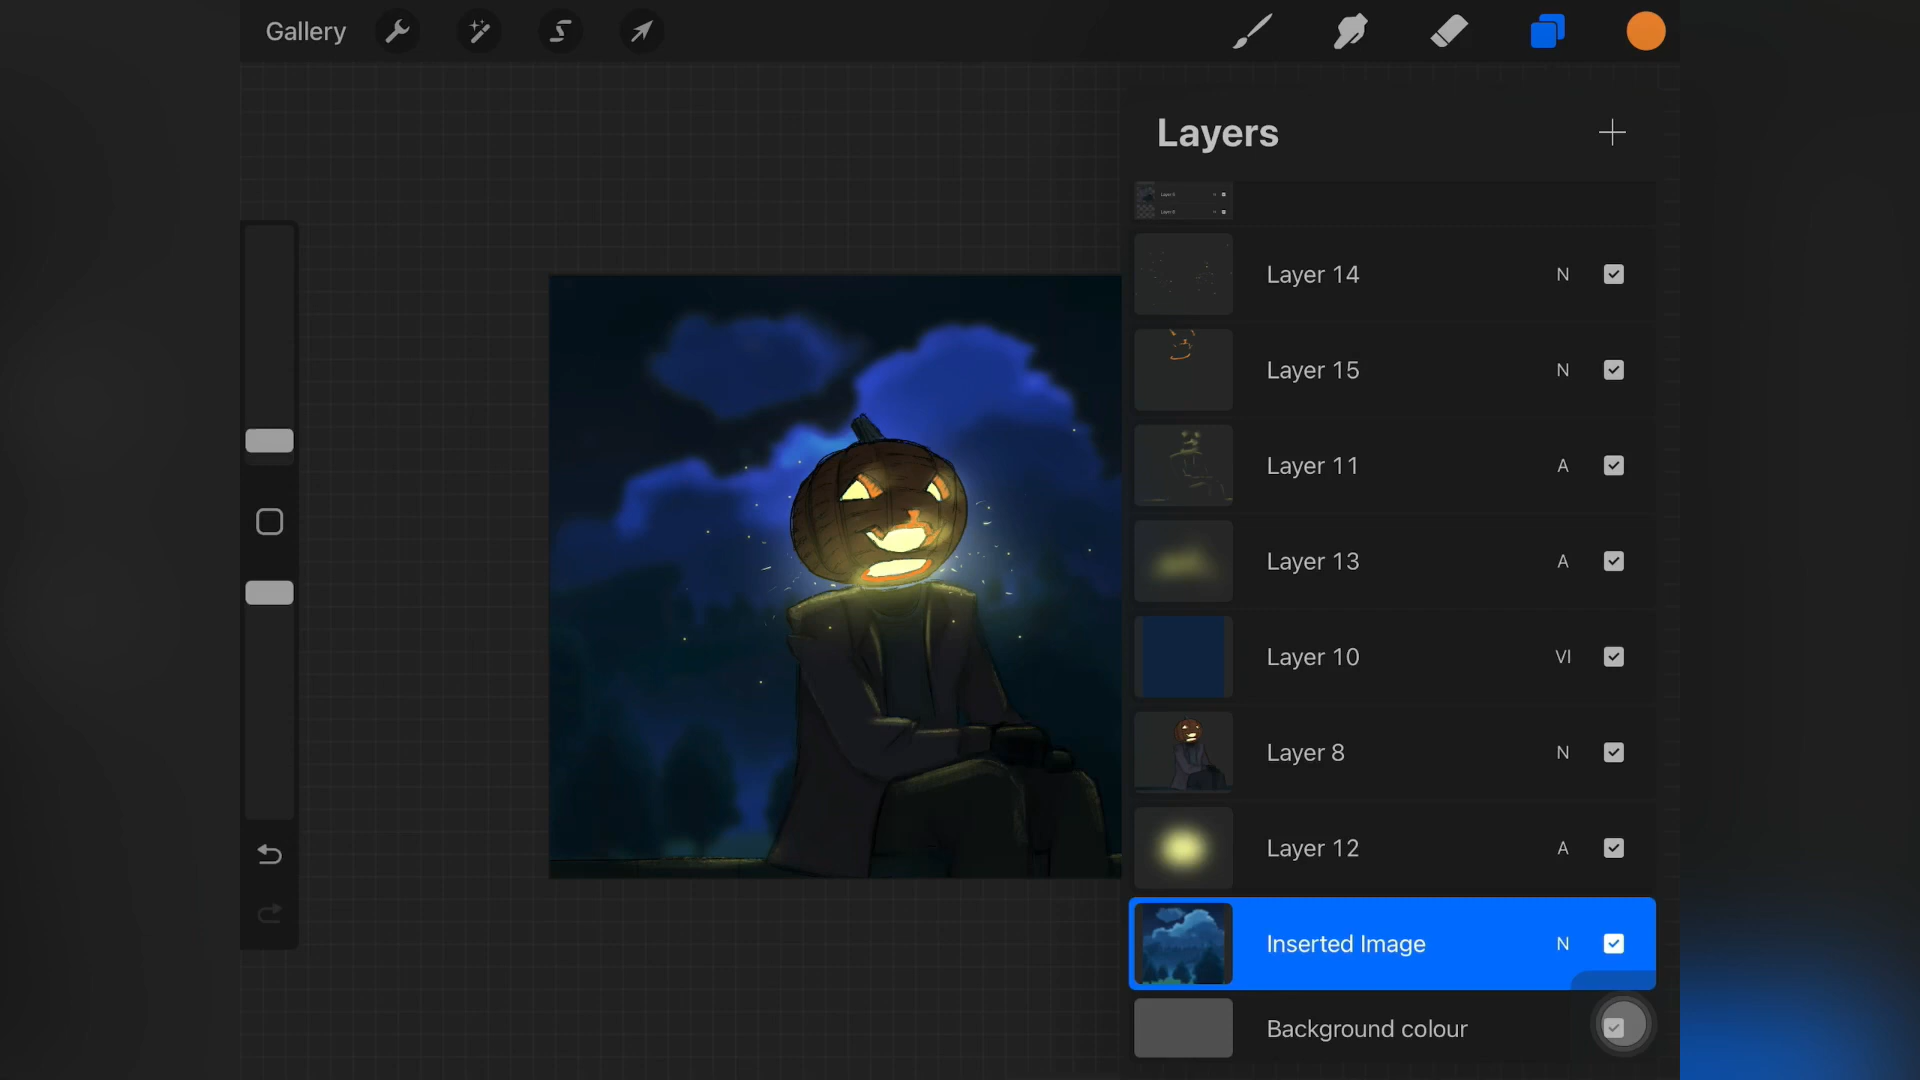 Gallery
Layers
Layer 14 N
Layer 15 N
Layer 11 A
Layer 13 A
Layer 10 VI
Layer 8 N
Layer 12 A
Inserted Image N
Background colour